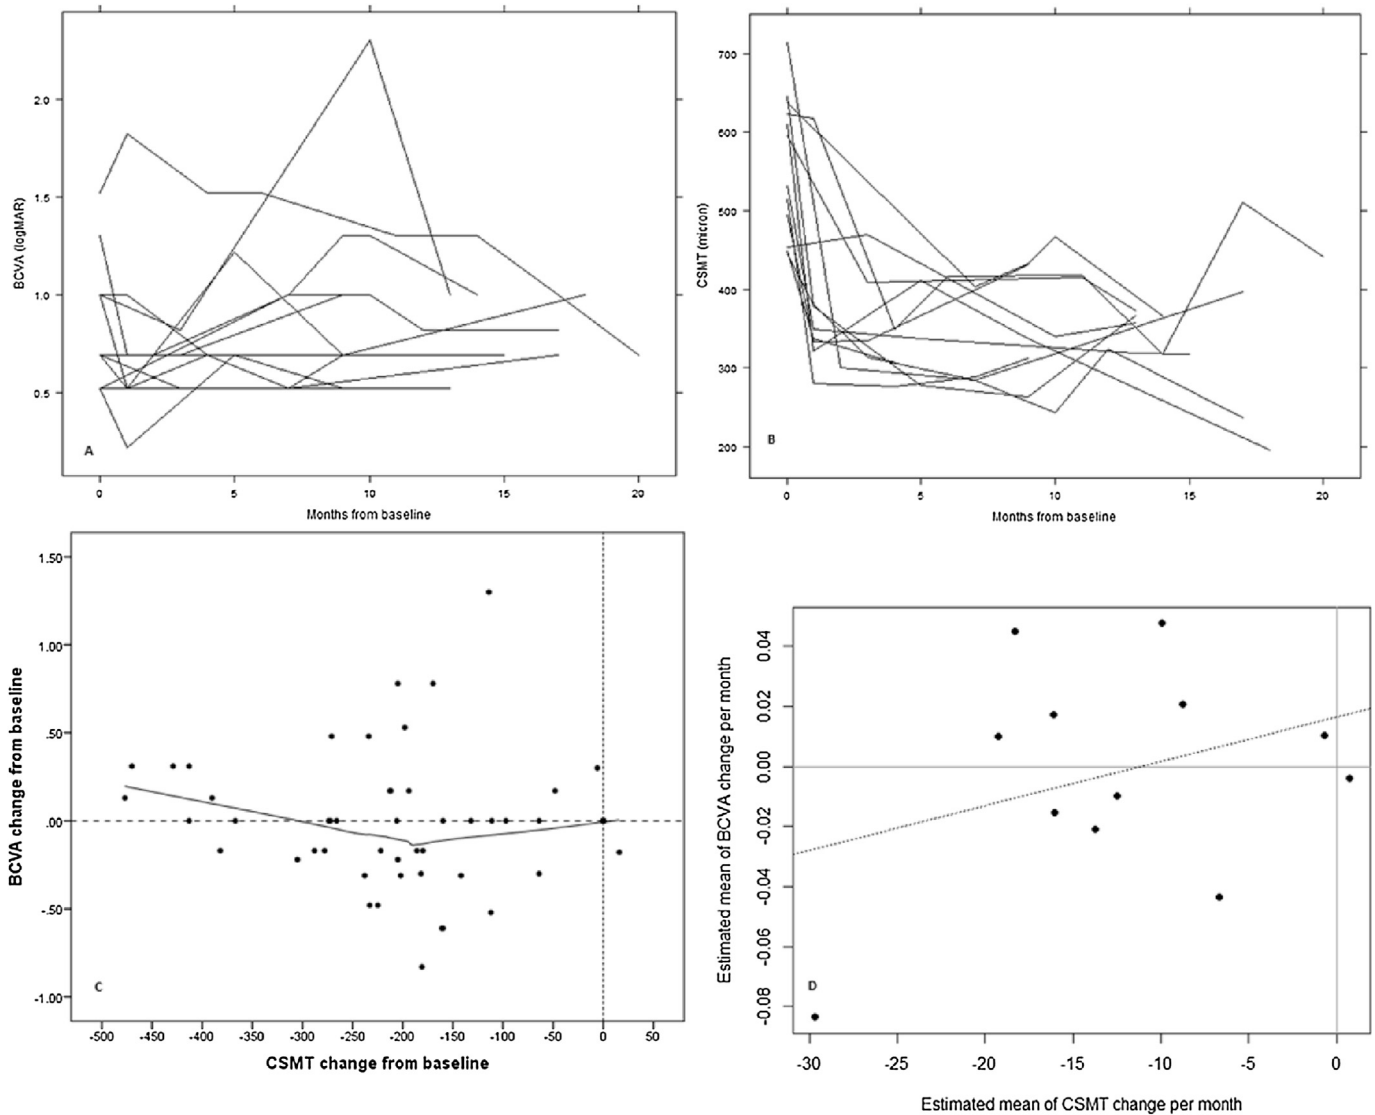 2.0
1.5
1.0
0.5
BCVA (logMAR)
A
0 5 10 15 20
Months from baseline
700
600
500
400
300
200
CSMT (micron)
B
0 5 10 15 20
Months from baseline
1.50
1.00
.50
.00
-.50
-1.00
BCVA change from baseline
C
-500 -450 -400 -350 -300 -250 -200 -150 -100 -50 0 50
CSMT change from baseline
0.04
0.02
0.00
-0.02
-0.04
-0.06
-0.08
Estimated mean of BCVA change per month
D
-30 -25 -20 -15 -10 -5 0
Estimated mean of CSMT change per month